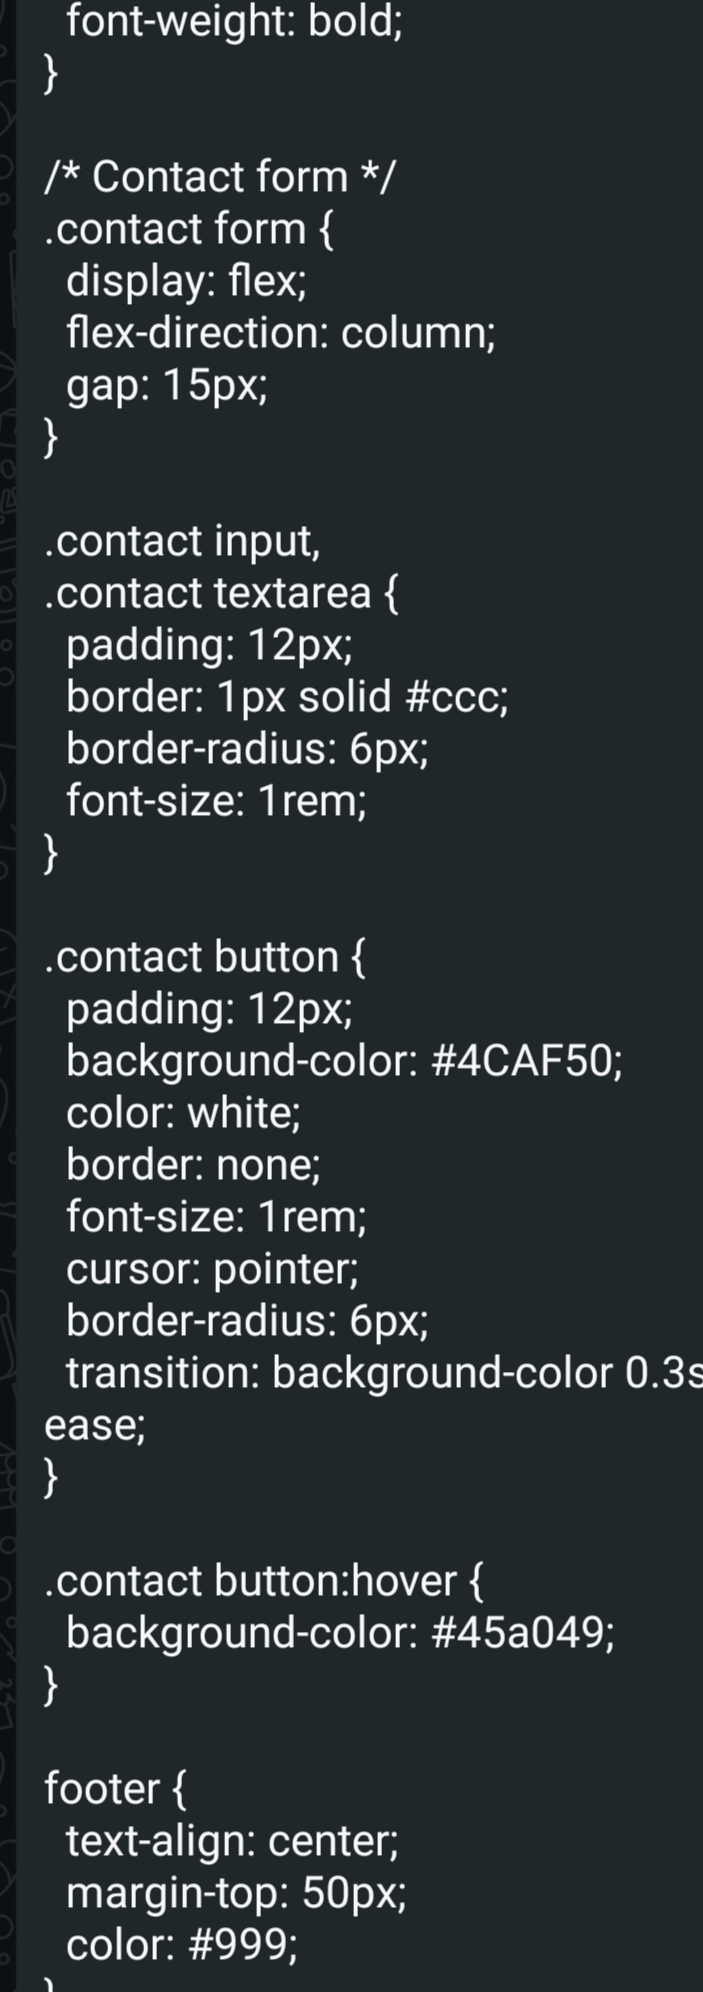 font-weight: bold;
}

/* Contact form */
.contact form {
  display: flex;
  flex-direction: column;
  gap: 15px;
}

.contact input,
.contact textarea {
  padding: 12px;
  border: 1px solid #ccc;
  border-radius: 6px;
  font-size: 1rem;
}

.contact button {
  padding: 12px;
  background-color: #4CAF50;
  color: white;
  border: none;
  font-size: 1rem;
  cursor: pointer;
  border-radius: 6px;
  transition: background-color 0.3s
ease;
}

.contact button:hover {
  background-color: #45a049;
}

footer {
  text-align: center;
  margin-top: 50px;
  color: #999;
}